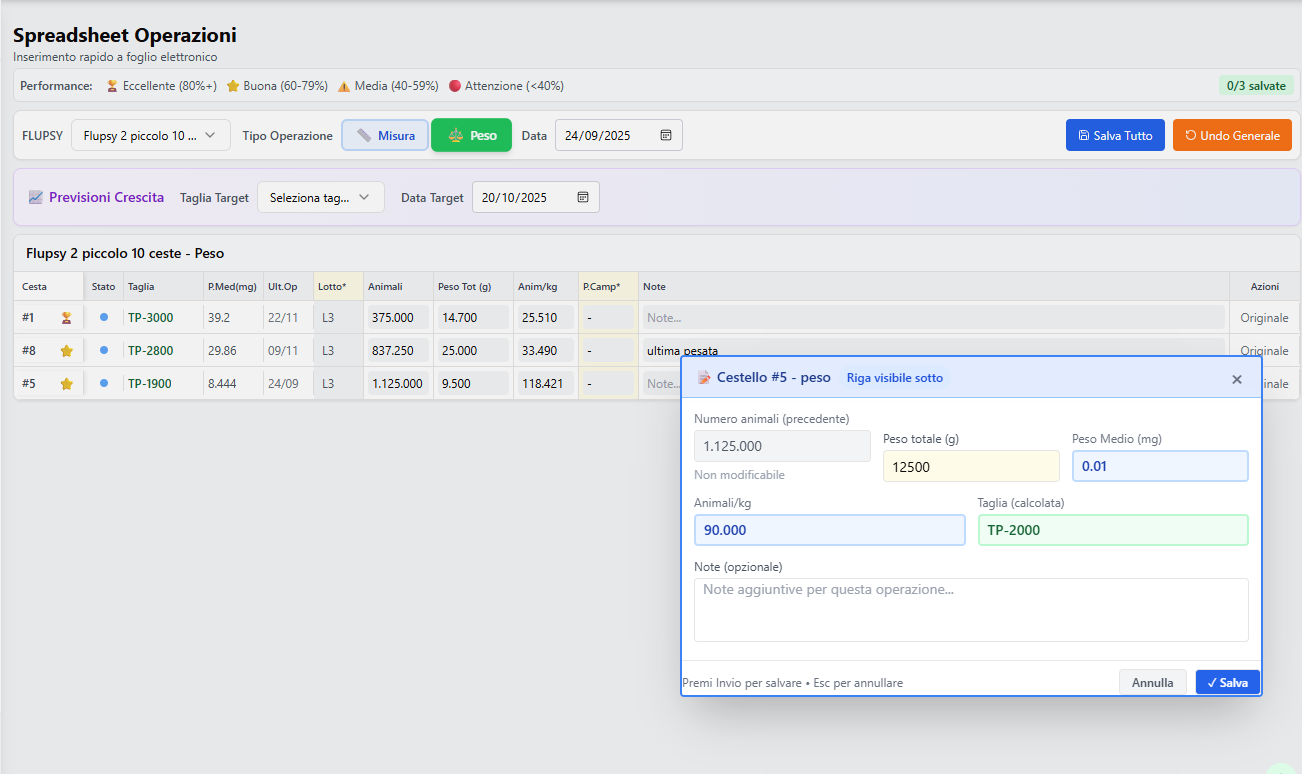 Spreadsheet Operazioni
Inserimento rapido a foglio elettronico
Performance: Eccellente (80%+) Buona (60-79%) Media (40-59%) Attenzione (<40%) 0/3 salvate
FLUPSY Flupsy 2 piccolo 10 ... Tipo Operazione Misura Peso Data 24/09/2025 Salva Tutto Undo Generale
Previsioni Crescita Taglia Target Seleziona tag... Data Target 20/10/2025
Flupsy 2 piccolo 10 ceste - Peso
Cesta Stato Taglia P.Med(mg) Ult.Op Lotto* Animali Peso Tot (g) Anim/kg P.Camp* Note Azioni
#1 TP-3000 39.2 22/11 L3 375.000 14.700 25.510 - Note... Originale
#8 TP-2800 29.86 09/11 L3 837.250 25.000 33.490 - ultima pesata Originale
#5 TP-1900 8.444 24/09 L3 1.125.000 9.500 118.421 - Note... inale
Cestello #5 - peso Riga visibile sotto
Numero animali (precedente)
1.125.000
Non modificabile
Peso totale (g)
12500
Peso Medio (mg)
0.01
Animali/kg
90.000
Taglia (calcolata)
TP-2000
Note (opzionale)
Note aggiuntive per questa operazione...
Premi Invio per salvare • Esc per annullare Annulla ✓ Salva